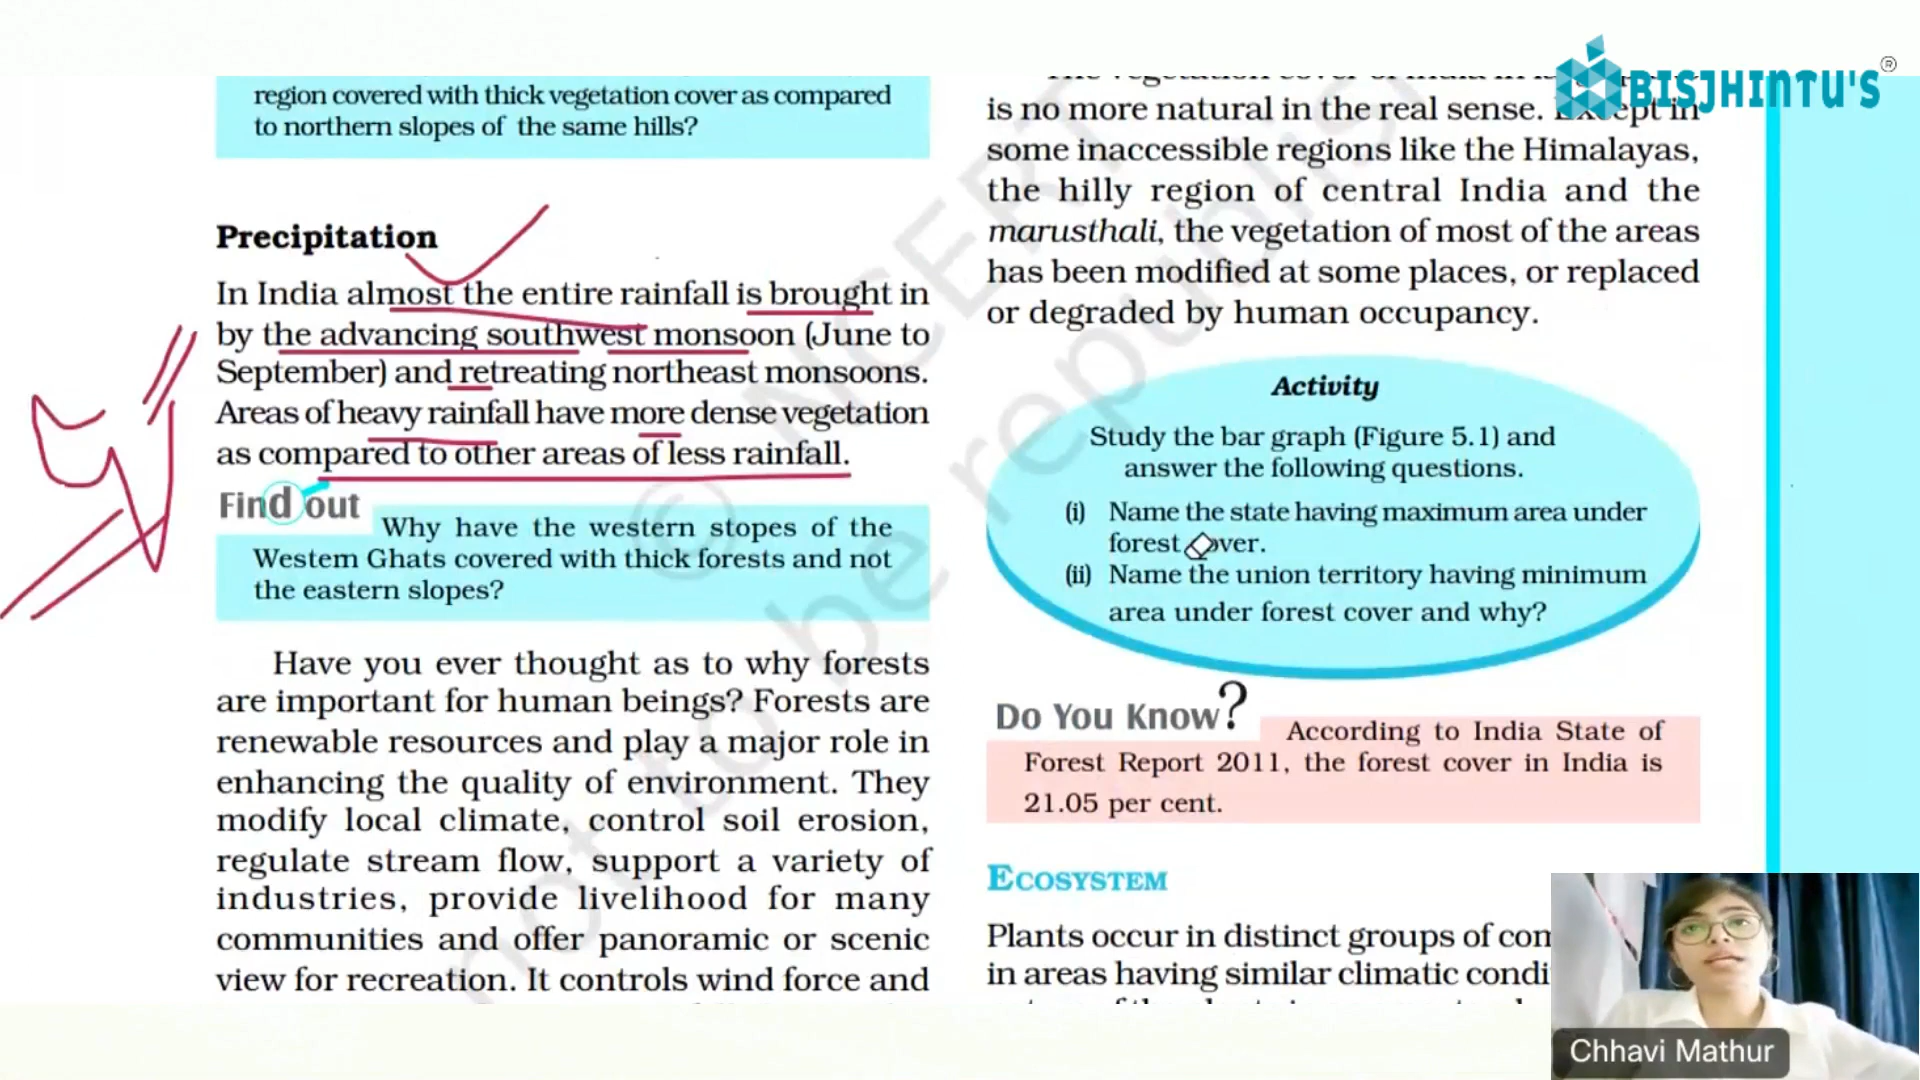 region covered with thick vegetation cover as compared
to northern slopes of the same hills?
Precipitation
In India almost the entire rainfall is brought in
by the advancing southwest monsoon (June to
September) and retreating northeast monsoons.
Areas of heavy rainfall have more dense vegetation
as compared to other areas of less rainfall.
Find out
Why have the western stopes of the
Westem Ghats covered with thick forests and not
the eastern slopes?
Have you ever thought as to why forests
are important for human beings? Forests are
renewable resources and play a major role in
enhancing the quality of environment. They
modify local climate, control soil erosion,
regulate stream flow, support a variety of
industries, provide livelihood for many
communities and offer panoramic or scenic
view for recreation. It controls wind force and
is no more natural in the real sense. Except in
some inaccessible regions like the Himalayas,
the hilly region of central India and the
marusthali, the vegetation of most of the areas
has been modified at some places, or replaced
or degraded by human occupancy.
Activity
Study the bar graph (Figure 5.1) and
answer the following questions.
(i) Name the state having maximum area under
forest cover.
(ii) Name the union territory having minimum
area under forest cover and why?
Do You Know?
According to India State of
Forest Report 2011, the forest cover in India is
21.05 per cent.
ECOSYSTEM
Plants occur in distinct groups of
in areas having similar climatic
BISJHINTU'S ®
© NCERT
not to be republis
Chhavi Mathur